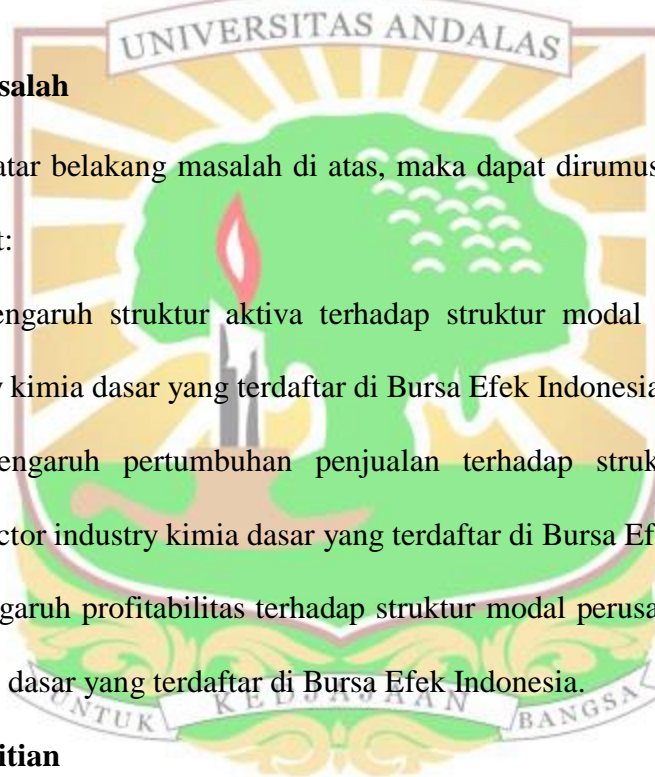 UNIVERSITAS ANDALAS
salah
atar belakang masalah di atas, maka dapat dirumus
t:
engaruh struktur aktiva terhadap struktur modal
y kimia dasar yang terdaftar di Bursa Efek Indonesia
engaruh pertumbuhan penjualan terhadap struk
ctor industry kimia dasar yang terdaftar di Bursa Ef
garuh profitabilitas terhadap struktur modal perusa
dasar yang terdaftar di Bursa Efek Indonesia.
UNTUK KEDJAJAAN BANGSA
itian